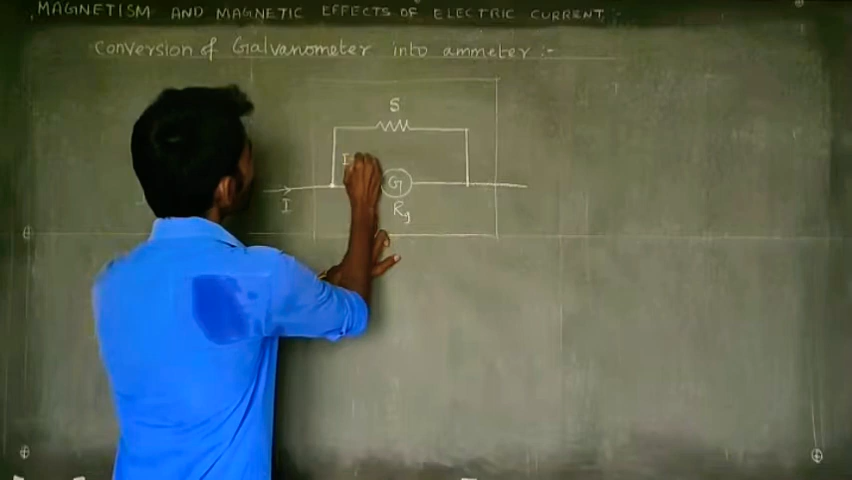 MAGNETISM AND MAGNETIC EFFECTS OF ELECTRIC CURRENT :-
Conversion of Galvanometer into ammeter :-
S
I
G
I
Rg